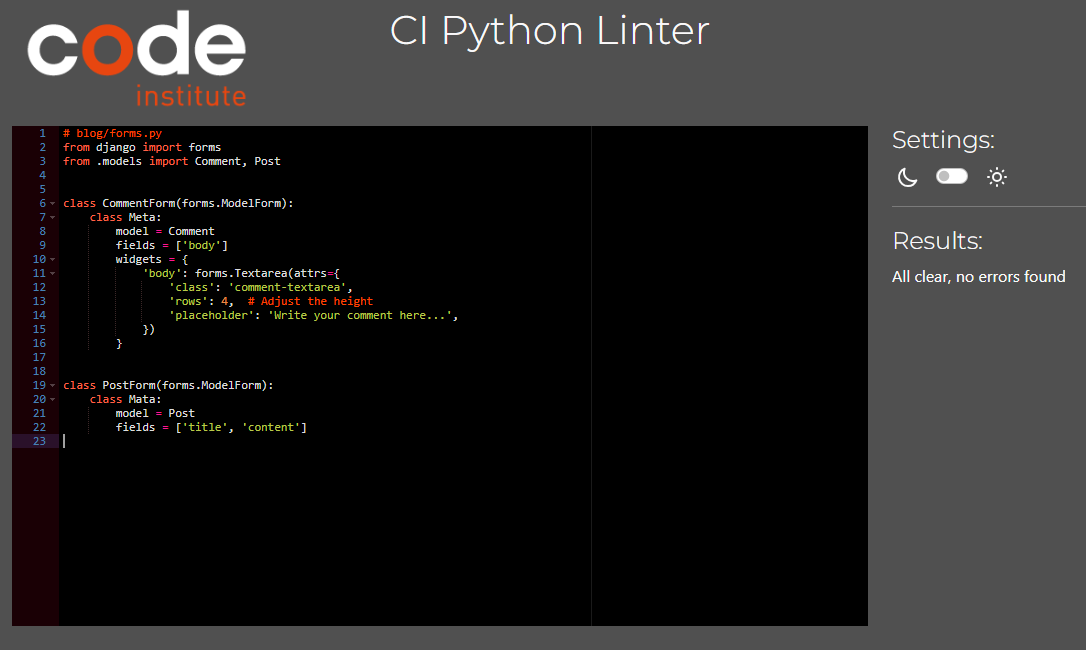 code
institute
CI Python Linter
1 # blog/forms.py
2 from django import forms
3 from .models import Comment, Post
4
5
6 class CommentForm(forms.ModelForm):
7     class Meta:
8         model = Comment
9         fields = ['body']
10         widgets = {
11             'body': forms.Textarea(attrs={
12                 'class': 'comment-textarea',
13                 'rows': 4,  # Adjust the height
14                 'placeholder': 'Write your comment here...',
15             })
16         }
17
18
19 class PostForm(forms.ModelForm):
20     class Mata:
21         model = Post
22         fields = ['title', 'content']
23
Settings:
Results:
All clear, no errors found